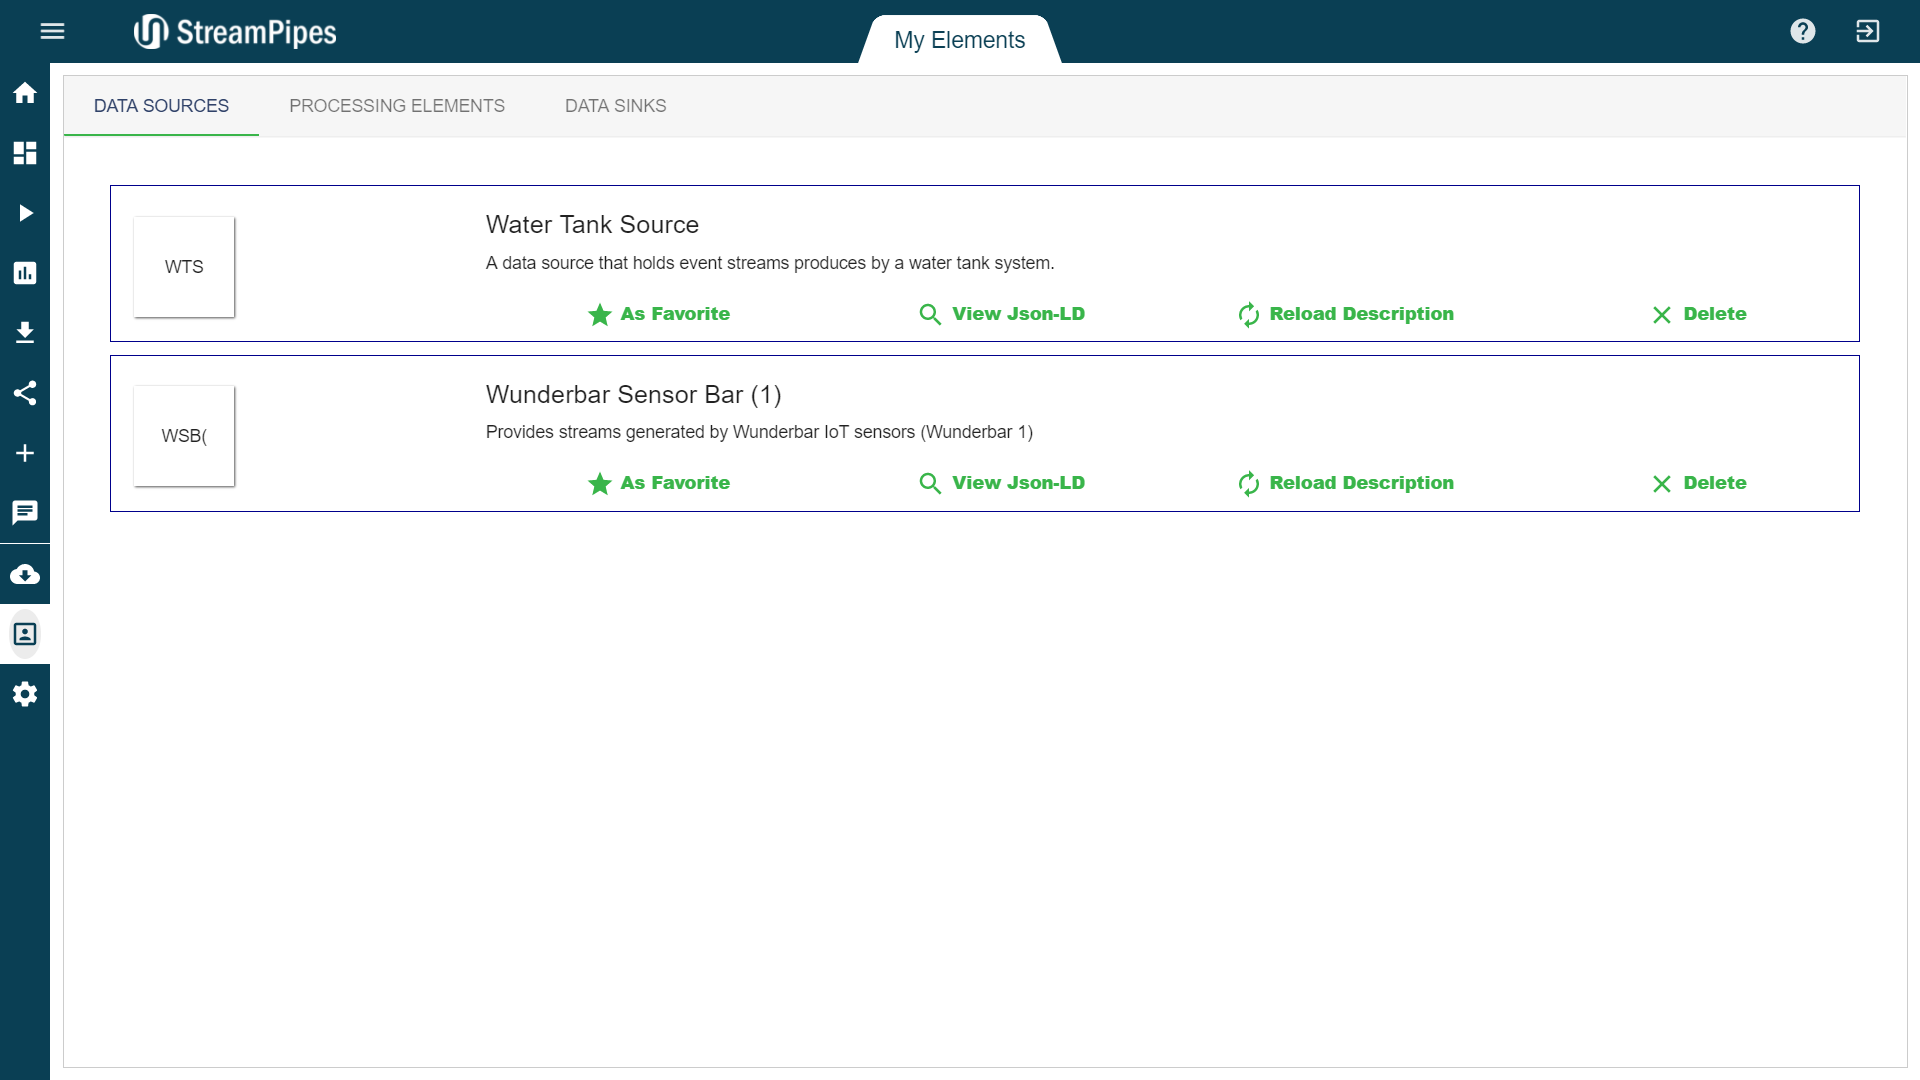 StreamPipes
My Elements
DATA SOURCES
PROCESSING ELEMENTS
DATA SINKS
WTS
Water Tank Source
A data source that holds event streams produces by a water tank system.
As Favorite
View Json-LD
Reload Description
Delete
WSB(
Wunderbar Sensor Bar (1)
Provides streams generated by Wunderbar IoT sensors (Wunderbar 1)
As Favorite
View Json-LD
Reload Description
Delete